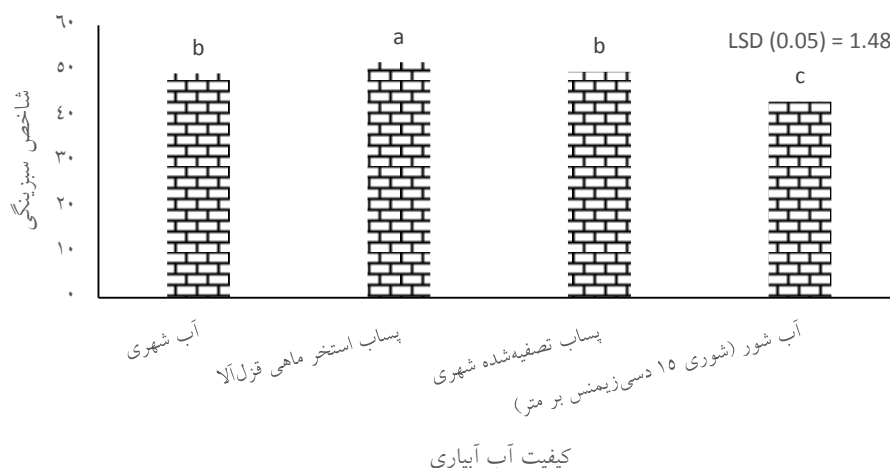 LSD (0.05) = 1.48
b
a
b
c
شاخص سبزینگی
۶۰
۵۰
۴۰
۳۰
۲۰
۱۰
۰
آب شهری
پساب استخر ماهی قزل‌آلا
پساب تصفیه‌شده شهری
آب شور (شوری ۱۵ دسی‌زیمنس بر متر)
کیفیت آب آبیاری